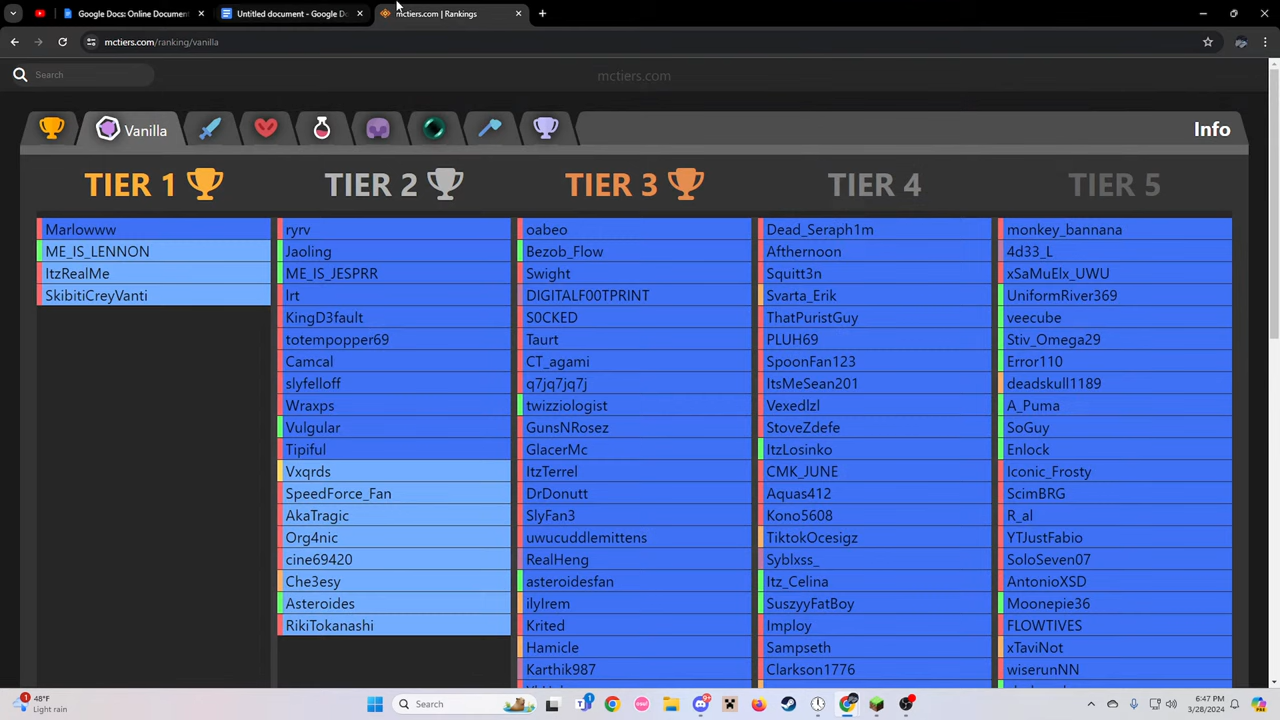 Google Docs: Online Document
Untitled document - Google Do
mctiers.com | Rankings
mctiers.com/ranking/vanilla
Search
mctiers.com
Vanilla
Info
TIER 1
TIER 2
TIER 3
TIER 4
TIER 5
Marlowww
ME_IS_LENNON
ItzRealMe
SkibitiCreyVanti
ryrv
Jaoling
ME_IS_JESPRR
lrt
KingD3fault
totempopper69
Camcal
slyfelloff
Wraxps
Vulgular
Tipiful
Vxqrds
SpeedForce_Fan
AkaTragic
Org4nic
cine69420
Che3esy
Asteroides
RikiTokanashi
oabeo
Bezob_Flow
Swight
DIGITALF00TPRINT
S0CKED
Taurt
CT_agami
q7jq7jq7j
twizziologist
GunsNRosez
GlacerMc
ItzTerrel
DrDonutt
SlyFan3
uwucuddlemittens
RealHeng
asteroidesfan
ilylrem
Krited
Hamicle
Karthik987
Dead_Seraph1m
Afthernoon
Squitt3n
Svarta_Erik
ThatPuristGuy
PLUH69
SpoonFan123
ItsMeSean201
Vexedlzl
StoveZdefe
ItzLosinko
CMK_JUNE
Aquas412
Kono5608
TiktokOcesigz
Syblxss_
Itz_Celina
SuszyyFatBoy
Imploy
Sampseth
Clarkson1776
monkey_bannana
4d33_L
xSaMuElx_UWU
UniformRiver369
veecube
Stiv_Omega29
Error110
deadskull1189
A_Puma
SoGuy
Enlock
Iconic_Frosty
ScimBRG
R_al
YTJustFabio
SoloSeven07
AntonioXSD
Moonepie36
FLOWTIVES
xTaviNot
wiserunNN
48°F
Light rain
Search
6:47 PM
3/28/2024